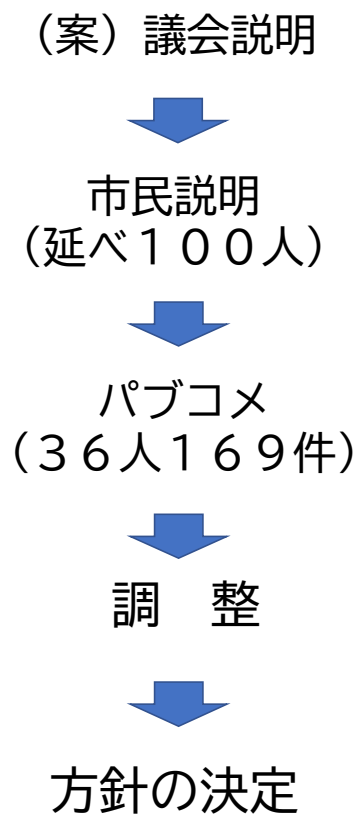 （案）議会説明
市民説明
（延べ１００人）
パブコメ
（３６人１６９件）
調　整
方針の決定